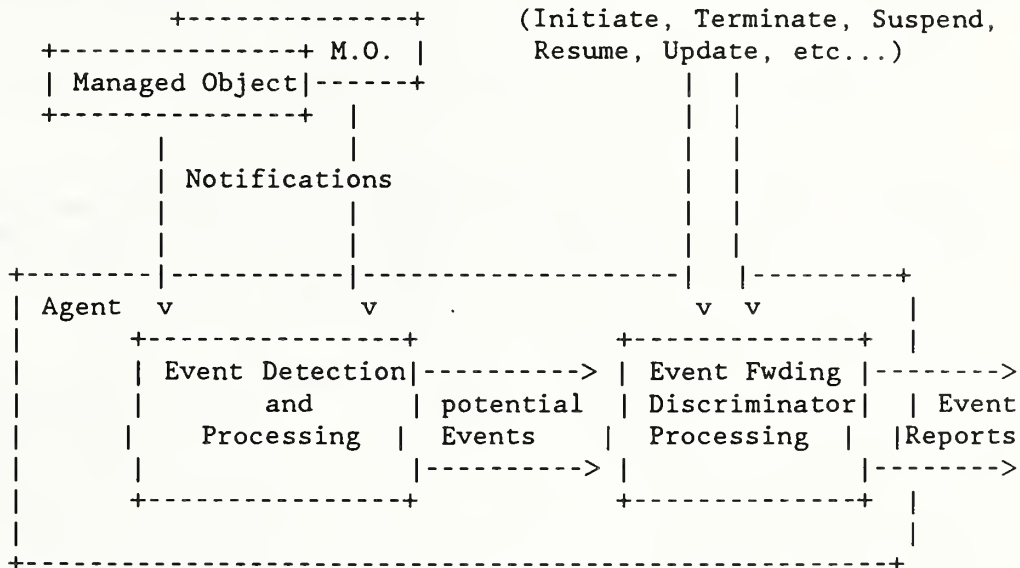 (Initiate, Terminate, Suspend,
M.O. Resume, Update, etc...)
Managed Object
Notifications
Agent v v v v
Event Detection Event Fwding
and potential Discriminator Event
Processing Events Processing Reports